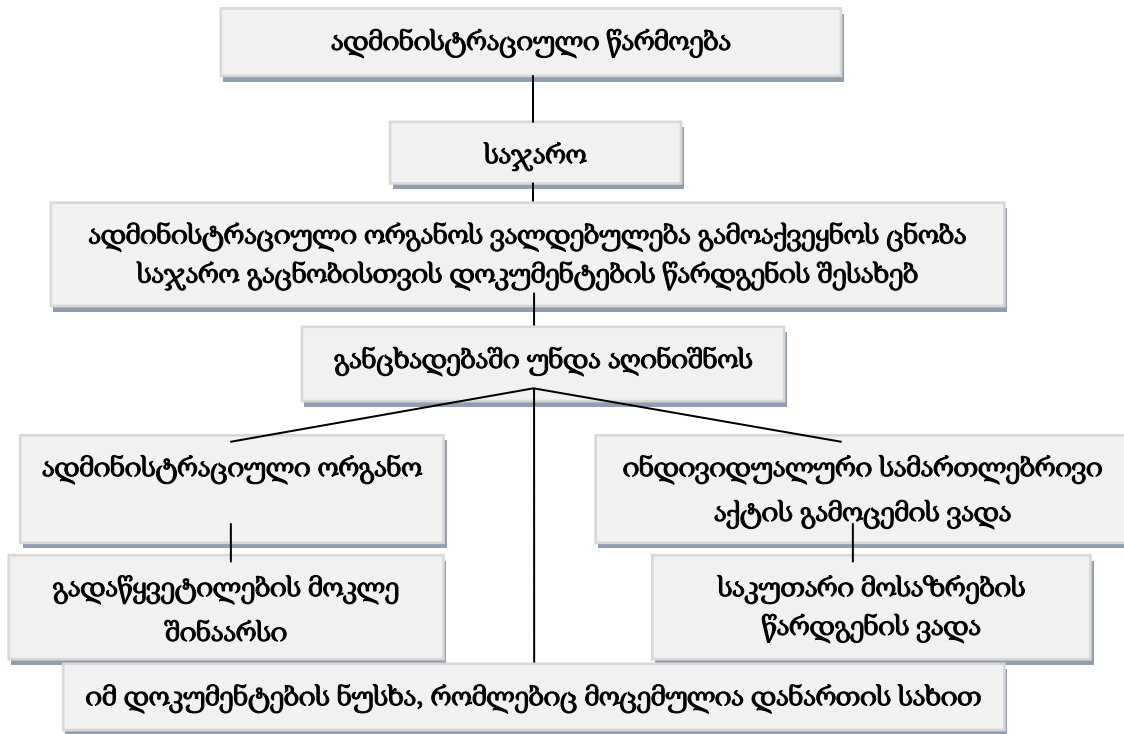 ადმინისტრაციული წარმოება
საჯარო
ადმინისტრაციული ორგანოს ვალდებულება გამოაქვეყნოს ცნობა
საჯარო გაცნობისთვის დოკუმენტების წარდგენის შესახებ
განცხადებაში უნდა აღინიშნოს
ადმინისტრაციული ორგანო
ინდივიდუალური სამართლებრივი
აქტის გამოცემის ვადა
გადაწყვეტილების მოკლე
შინაარსი
საკუთარი მოსაზრების
წარდგენის ვადა
იმ დოკუმენტების ნუსხა, რომლებიც მოცემულია დანართის სახით